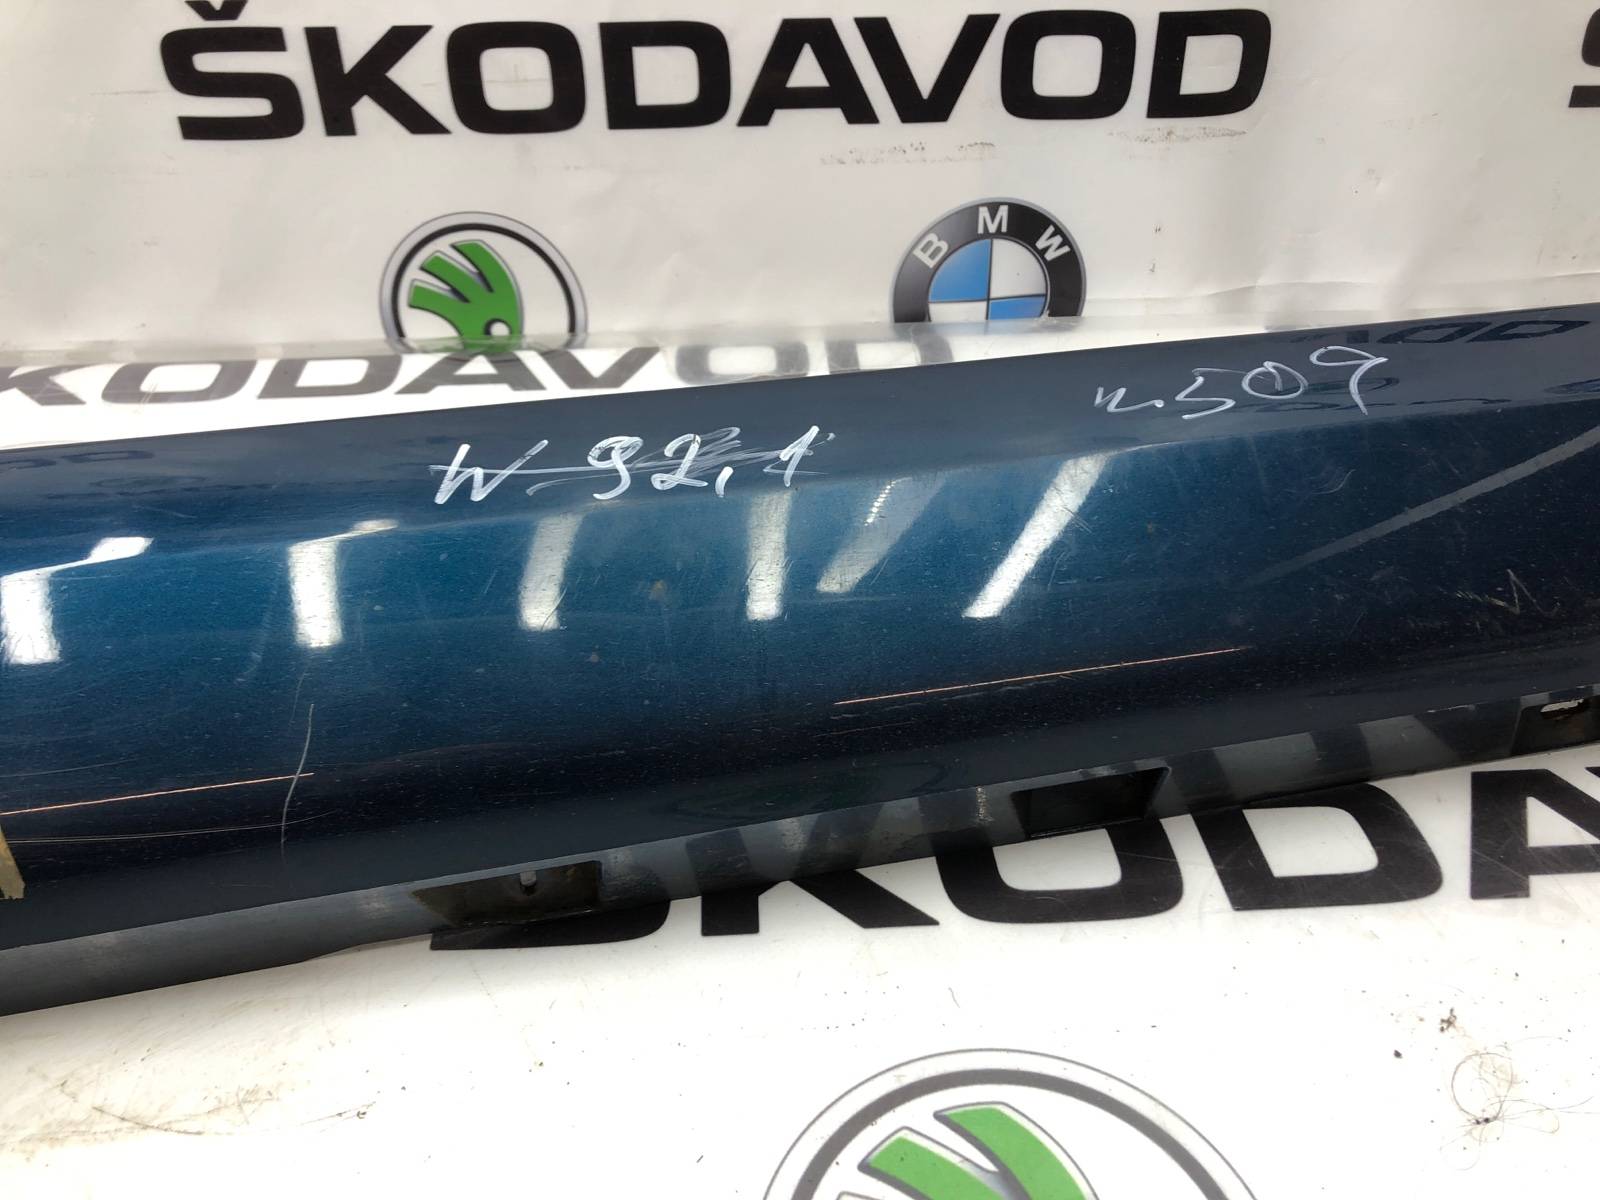 ŠKODAVOD
S
BMW
KODAVOD
и.509
W-92,1
ŠKODA